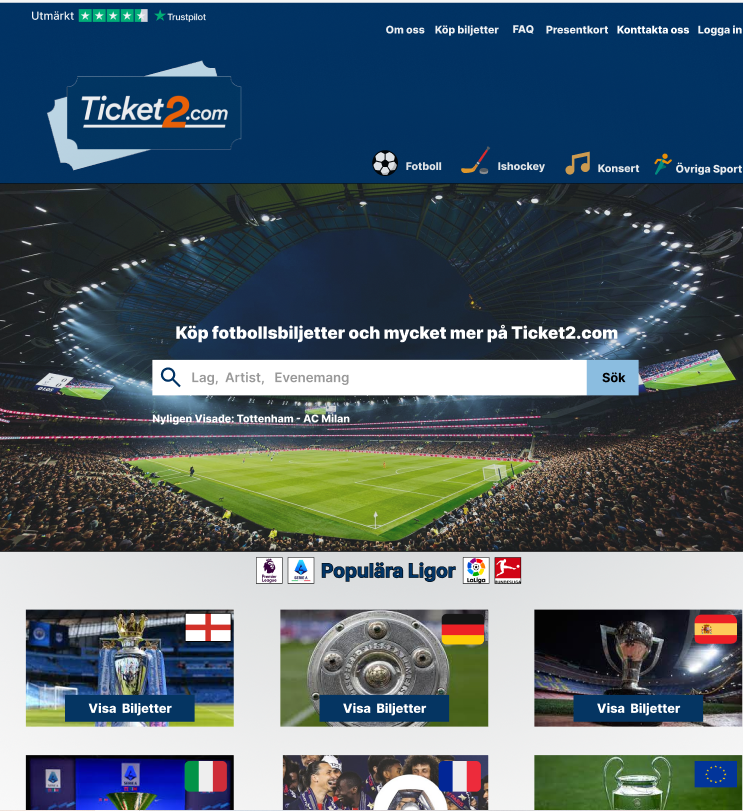 Utmärkt Trustpilot
Om oss Köp biljetter FAQ Presentkort Konttakta oss Logga in
Ticket2.com
Fotboll Ishockey Konsert Övriga Sport
Köp fotbollsbiljetter och mycket mer på Ticket2.com
Lag, Artist, Evenemang Sök
Nyligen Visade: Tottenham - AC Milan
Premier League SERIE A Populära Ligor LaLiga BUNDESLIGA
Visa Biljetter Visa Biljetter Visa Biljetter